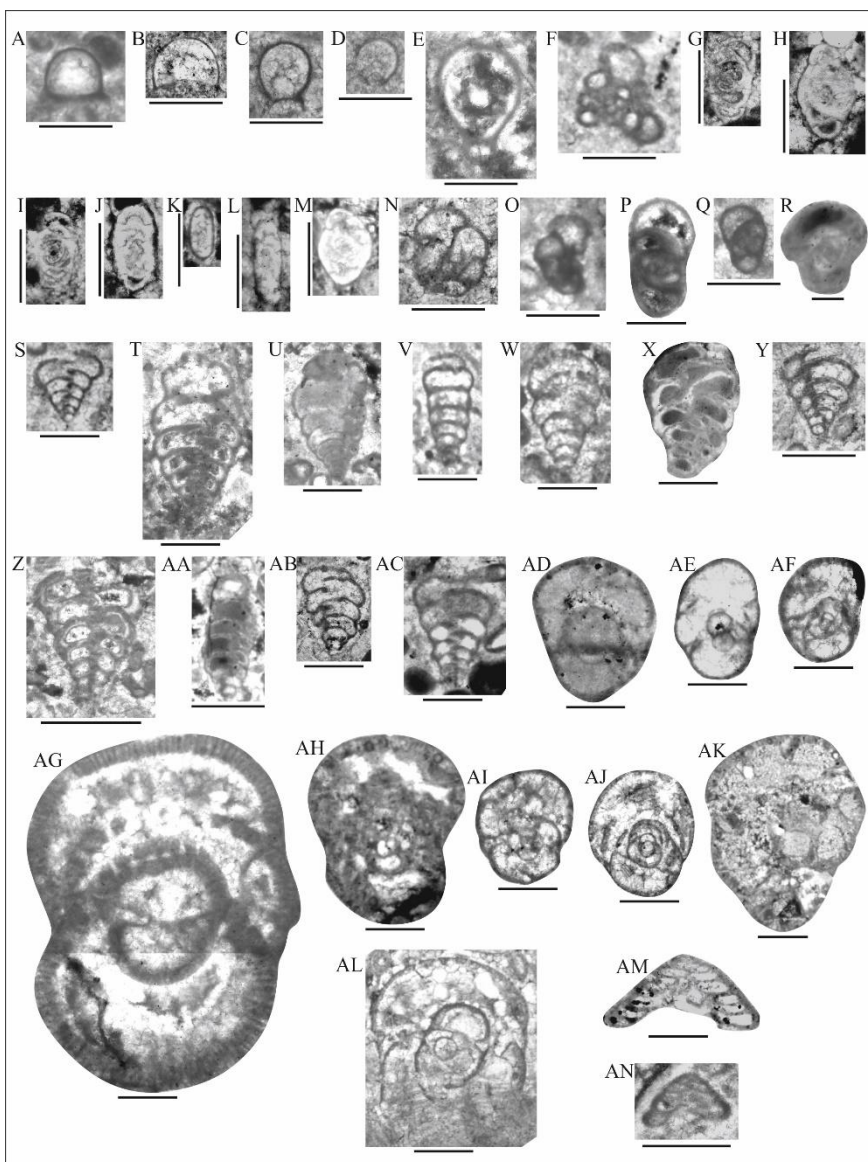 A B C D E F G H
I J K L M N O P Q R
S T U V W X Y
Z AA AB AC AD AE AF
AG AH AI AJ AK
AL AM
AN